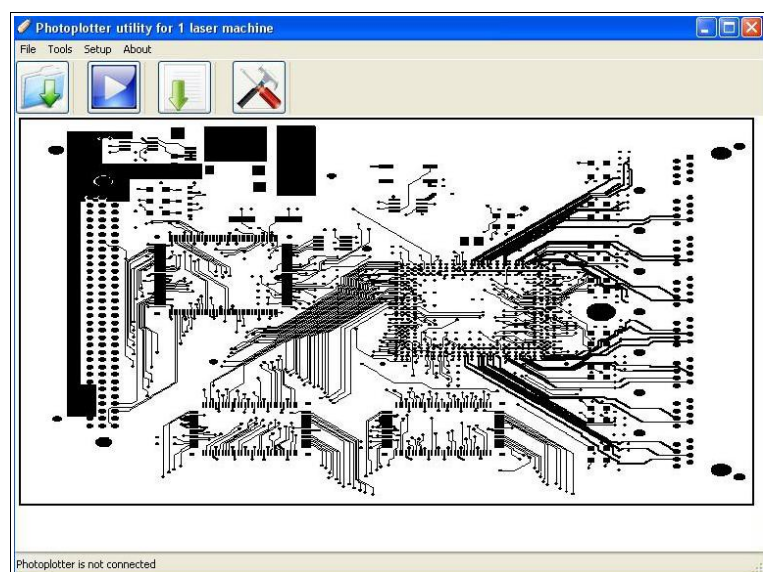 Photoplotter utility for 1 laser machine
File Tools Setup About
Photoplotter is not connected